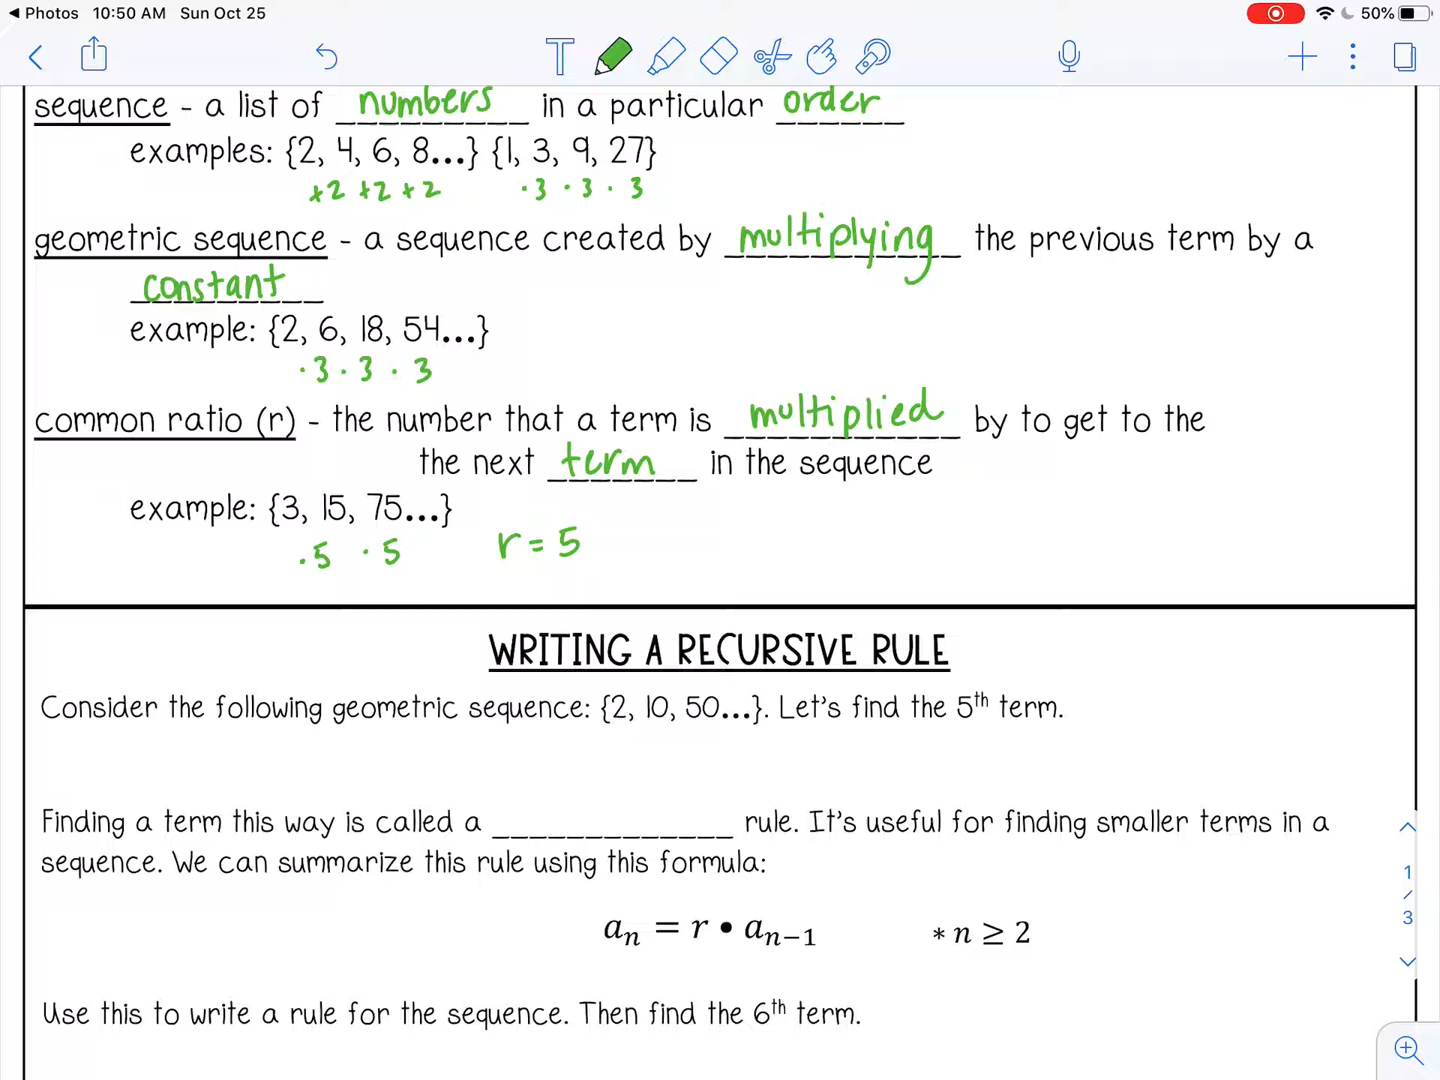 Photos 10:50 AM Sun Oct 25 50%
sequence - a list of numbers in a particular order
examples: {2, 4, 6, 8...} {1, 3, 9, 27}
+2 +2 +2 ·3 ·3 · 3
geometric sequence - a sequence created by multiplying the previous term by a
constant
example: {2, 6, 18, 54...}
·3 ·3 · 3
common ratio (r) - the number that a term is multiplied by to get to the
the next term in the sequence
example: {3, 15, 75...}
·5 ·5 r = 5
WRITING A RECURSIVE RULE
Consider the following geometric sequence: {2, 10, 50...}. Let's find the 5th term.
Finding a term this way is called a _____________ rule. It's useful for finding smaller terms in a
sequence. We can summarize this rule using this formula:
aₙ = r • aₙ₋₁ * n ≥ 2
Use this to write a rule for the sequence. Then find the 6th term.
1
/
3